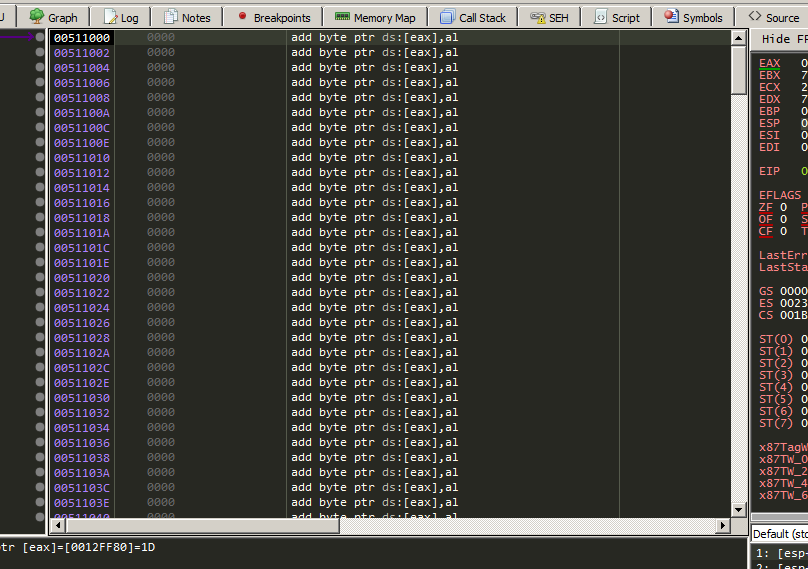 U Graph Log Notes Breakpoints Memory Map Call Stack SEH Script Symbols Source
Hide FP
00511000 0000 add byte ptr ds:[eax],al
00511002 0000 add byte ptr ds:[eax],al
00511004 0000 add byte ptr ds:[eax],al
00511006 0000 add byte ptr ds:[eax],al
00511008 0000 add byte ptr ds:[eax],al
0051100A 0000 add byte ptr ds:[eax],al
0051100C 0000 add byte ptr ds:[eax],al
0051100E 0000 add byte ptr ds:[eax],al
00511010 0000 add byte ptr ds:[eax],al
00511012 0000 add byte ptr ds:[eax],al
00511014 0000 add byte ptr ds:[eax],al
00511016 0000 add byte ptr ds:[eax],al
00511018 0000 add byte ptr ds:[eax],al
0051101A 0000 add byte ptr ds:[eax],al
0051101C 0000 add byte ptr ds:[eax],al
0051101E 0000 add byte ptr ds:[eax],al
00511020 0000 add byte ptr ds:[eax],al
00511022 0000 add byte ptr ds:[eax],al
00511024 0000 add byte ptr ds:[eax],al
00511026 0000 add byte ptr ds:[eax],al
00511028 0000 add byte ptr ds:[eax],al
0051102A 0000 add byte ptr ds:[eax],al
0051102C 0000 add byte ptr ds:[eax],al
0051102E 0000 add byte ptr ds:[eax],al
00511030 0000 add byte ptr ds:[eax],al
00511032 0000 add byte ptr ds:[eax],al
00511034 0000 add byte ptr ds:[eax],al
00511036 0000 add byte ptr ds:[eax],al
00511038 0000 add byte ptr ds:[eax],al
0051103A 0000 add byte ptr ds:[eax],al
0051103C 0000 add byte ptr ds:[eax],al
0051103E 0000 add byte ptr ds:[eax],al
00511040 0000 add byte ptr ds:[eax],al
EAX 0
EBX 7
ECX 2
EDX 7
EBP 0
ESP 0
ESI 0
EDI 0
EIP 0
EFLAGS
ZF 0 P
OF 0 S
CF 0 T
LastErr
LastSta
GS 0000
ES 0023
CS 001B
ST(0) 0
ST(1) 0
ST(2) 0
ST(3) 0
ST(4) 0
ST(5) 0
ST(6) 0
ST(7) 0
x87TagW
x87TW_0
x87TW_2
x87TW_4
x87TW_6
tr [eax]=[0012FF80]=1D
Default (stc
1: [esp+
2: [esp+